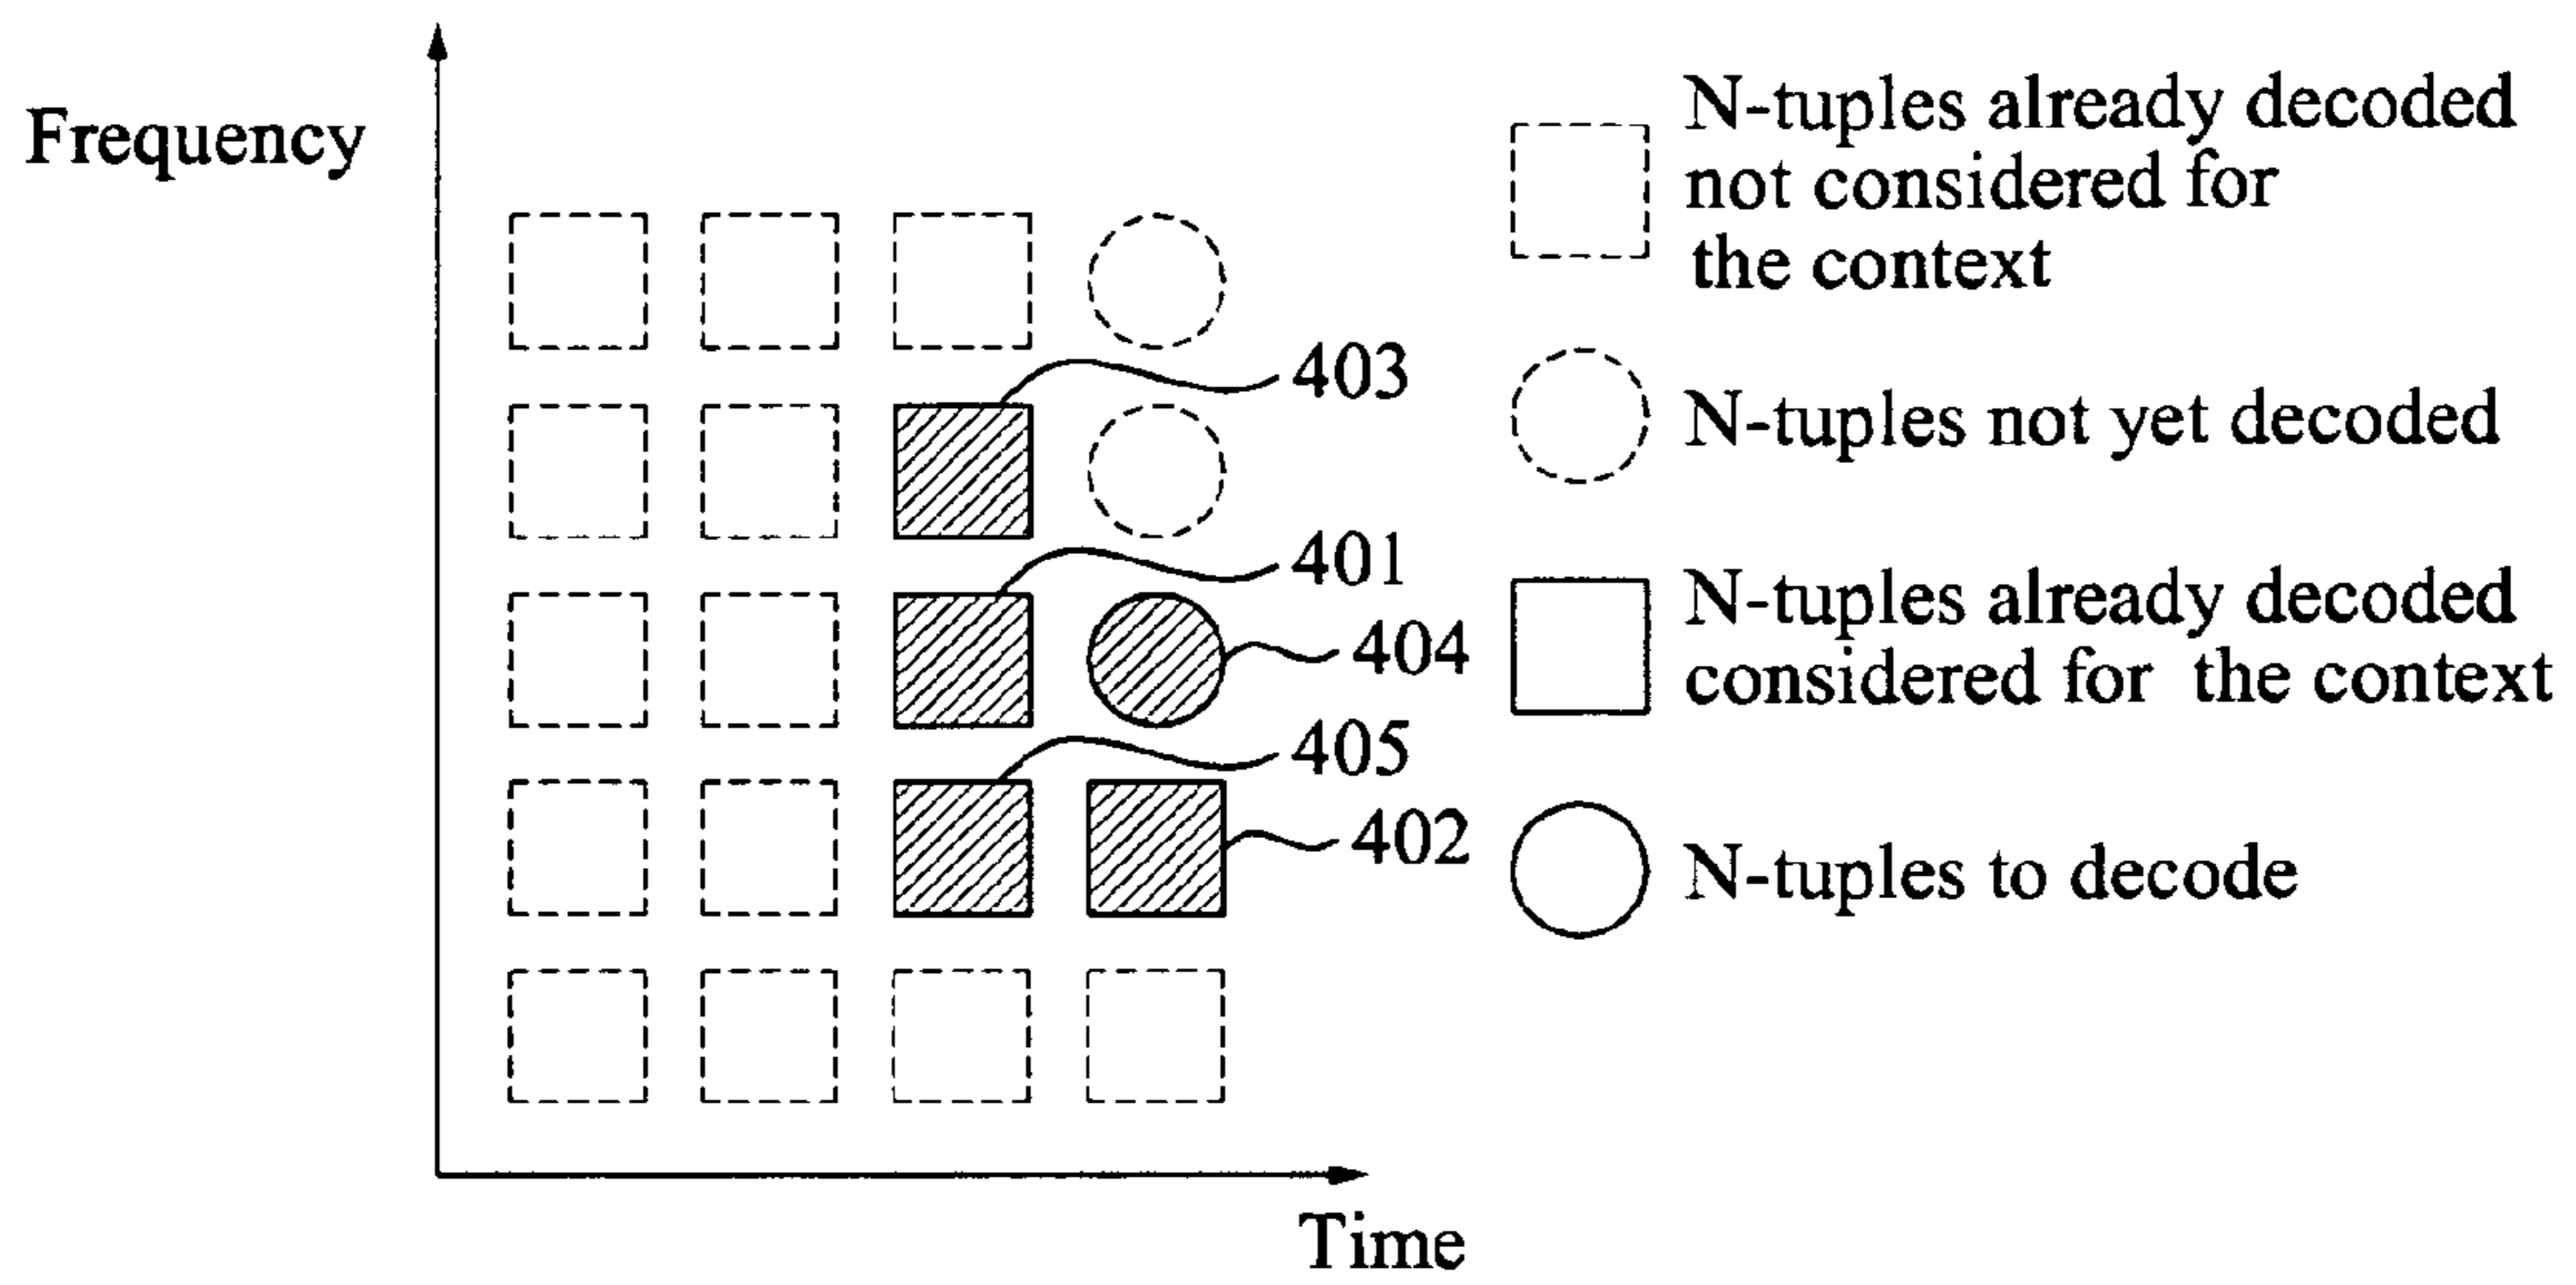 Frequency
403
401
404
405
402
Time
N-tuples already decoded
not considered for
the context
N-tuples not yet decoded
N-tuples already decoded
considered for the context
N-tuples to decode